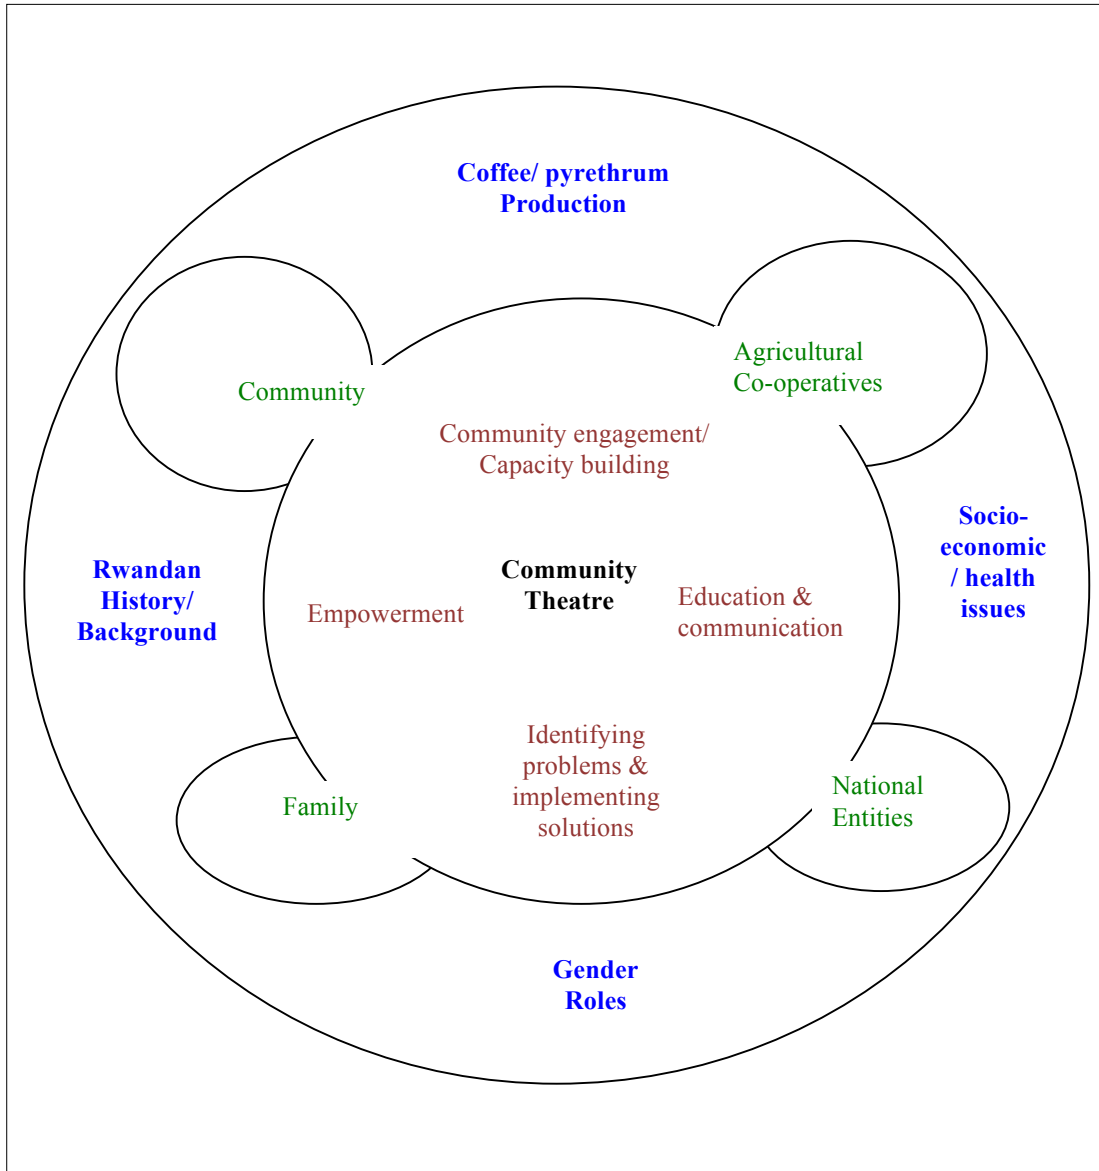 Coffee/ pyrethrum
Production
Agricultural
Co-operatives
Community
Community engagement/
Capacity building
Socio-
economic
/ health
issues
Rwandan
History/
Background
Community
Theatre
Empowerment
Education &
communication
Identifying
problems &
implementing
solutions
Family
National
Entities
Gender
Roles